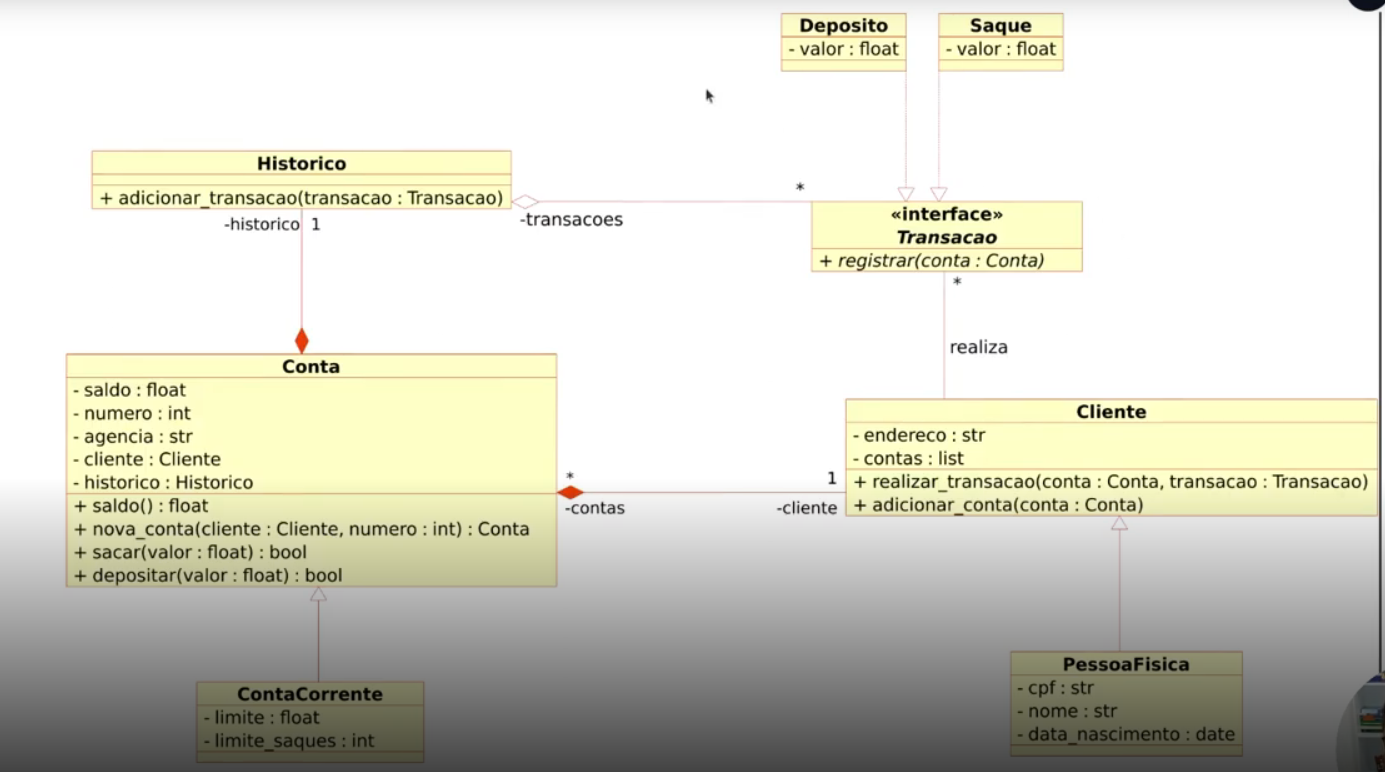 Deposito
- valor : float
Saque
- valor : float
Historico
+ adicionar_transacao(transacao : Transacao)
-historico 1
-transacoes
*
«interface»
Transacao
+ registrar(conta : Conta)
*
realiza
Conta
- saldo : float
- numero : int
- agencia : str
- cliente : Cliente
- historico : Historico
+ saldo() : float
+ nova_conta(cliente : Cliente, numero : int) : Conta
+ sacar(valor : float) : bool
+ depositar(valor : float) : bool
*
-contas
1
-cliente
Cliente
- endereco : str
- contas : list
+ realizar_transacao(conta : Conta, transacao : Transacao)
+ adicionar_conta(conta : Conta)
ContaCorrente
- limite : float
- limite_saques : int
PessoaFisica
- cpf : str
- nome : str
- data_nascimento : date